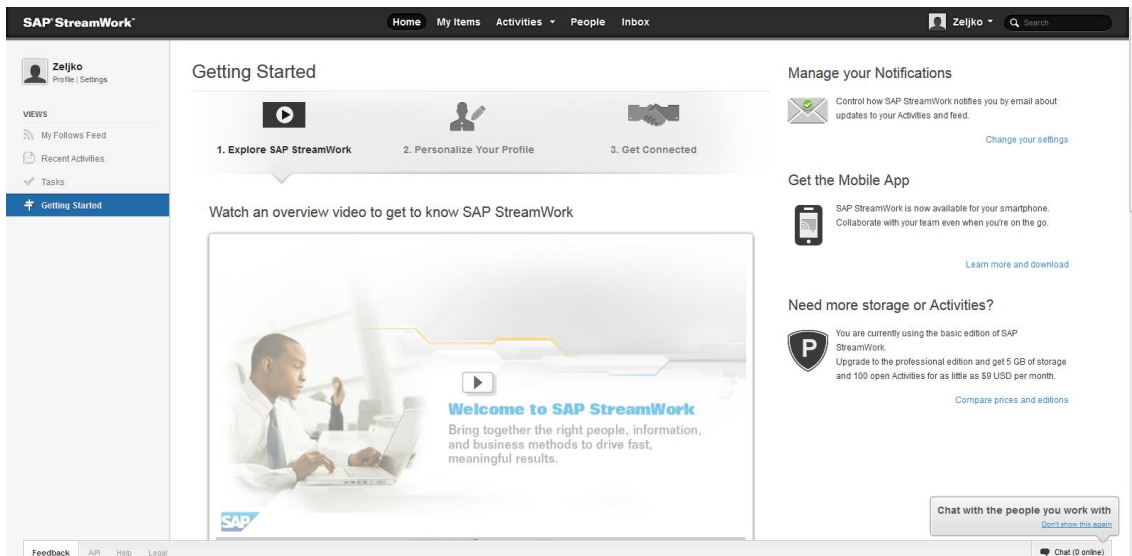 SAP StreamWork™
Home My Items Activities People Inbox
Zeljko
Search
Zeljko
Profile | Settings
VIEWS
My Follows Feed
Recent Activities
Tasks
Getting Started
Getting Started
1. Explore SAP StreamWork
2. Personalize Your Profile
3. Get Connected
Watch an overview video to get to know SAP StreamWork
Welcome to SAP StreamWork
Bring together the right people, information,
and business methods to drive fast,
meaningful results.
SAP
Manage your Notifications
Control how SAP StreamWork notifies you by email about
updates to your Activities and feed.
Change your settings
Get the Mobile App
SAP StreamWork is now available for your smartphone.
Collaborate with your team even when you're on the go.
Learn more and download
Need more storage or Activities?
P
You are currently using the basic edition of SAP
StreamWork.
Upgrade to the professional edition and get 5 GB of storage
and 100 open Activities for as little as $9 USD per month.
Compare prices and editions
Chat with the people you work with
Don't show this again
Feedback API Help Legal
Chat (0 online)